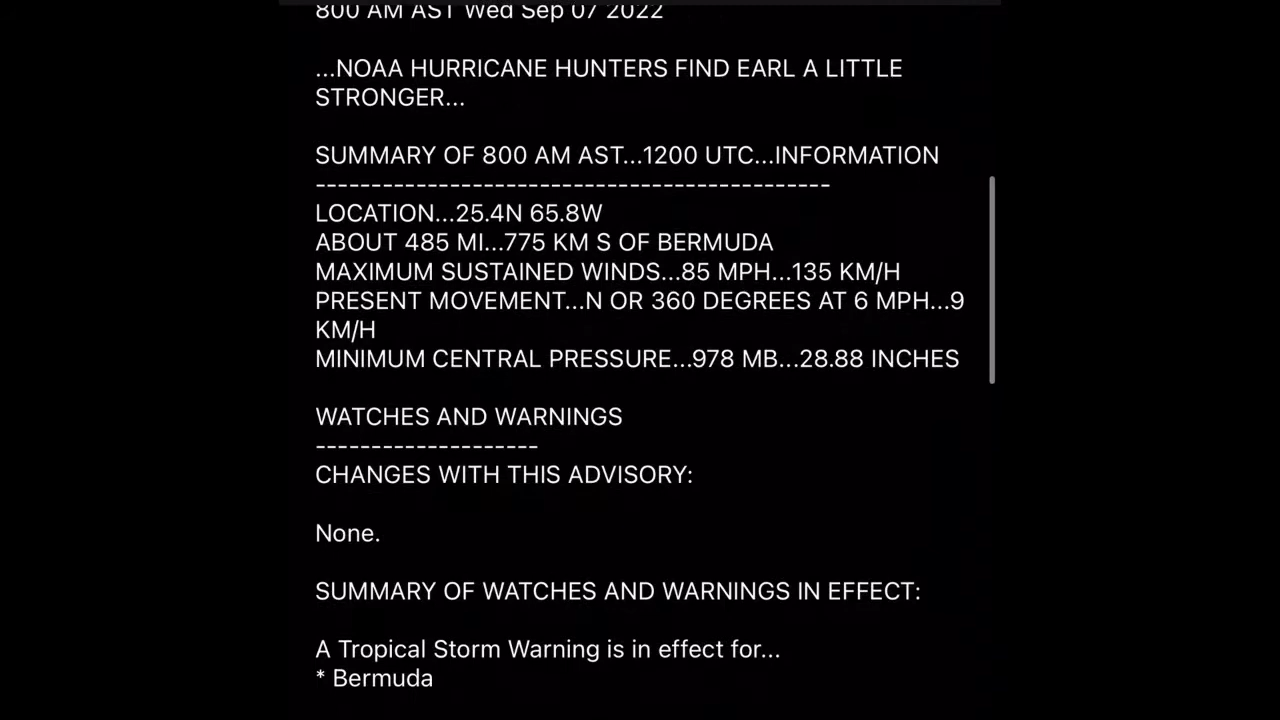 800 AM AST Wed Sep 07 2022
...NOAA HURRICANE HUNTERS FIND EARL A LITTLE
STRONGER...
SUMMARY OF 800 AM AST...1200 UTC...INFORMATION
-----------------------------------------------
LOCATION...25.4N 65.8W
ABOUT 485 MI...775 KM S OF BERMUDA
MAXIMUM SUSTAINED WINDS...85 MPH...135 KM/H
PRESENT MOVEMENT...N OR 360 DEGREES AT 6 MPH...9
KM/H
MINIMUM CENTRAL PRESSURE...978 MB...28.88 INCHES
WATCHES AND WARNINGS
--------------------
CHANGES WITH THIS ADVISORY:
None.
SUMMARY OF WATCHES AND WARNINGS IN EFFECT:
A Tropical Storm Warning is in effect for...
* Bermuda